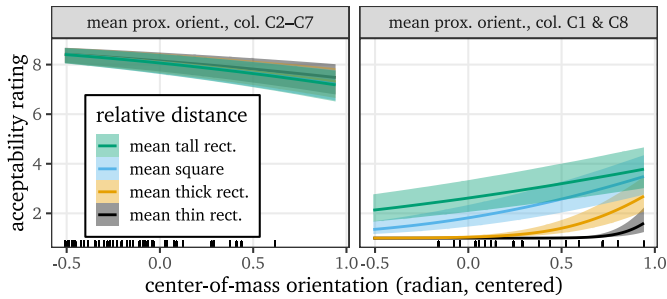 mean prox. orient., col. C2–C7
mean prox. orient., col. C1 & C8
acceptability rating
8
6
4
2
relative distance
mean tall rect.
mean square
mean thick rect.
mean thin rect.
-0.5
0.0
0.5
1.0
-0.5
0.0
0.5
1.0
center-of-mass orientation (radian, centered)